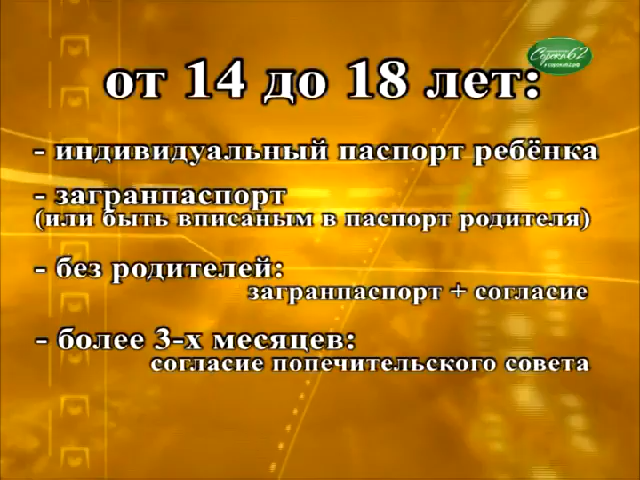 Сорока62
от 14 до 18 лет:
- индивидуальный паспорт ребёнка
- загранпаспорт
(или быть вписаным в паспорт родителя)
- без родителей:
загранпаспорт + согласие
- более 3-х месяцев:
согласие попечительского совета